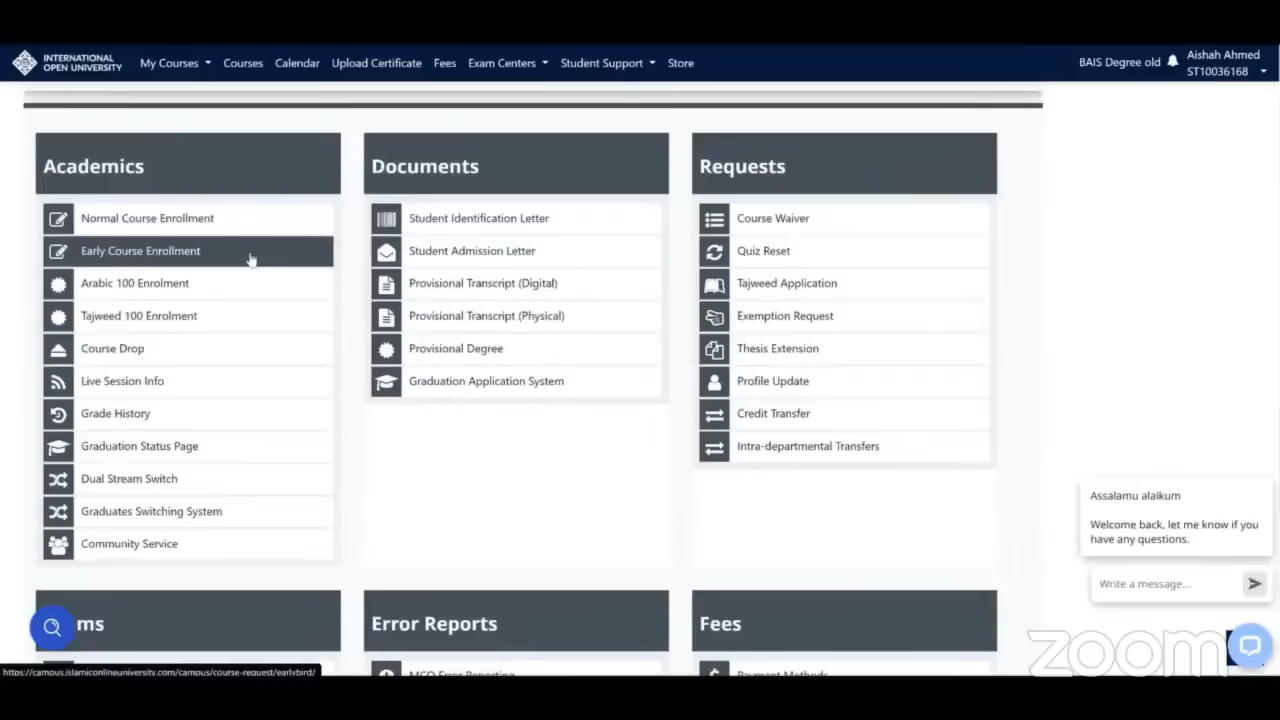 INTERNATIONAL
OPEN UNIVERSITY
My Courses
Courses
Calendar
Upload Certificate
Fees
Exam Centers
Student Support
Store
BAIS Degree old
Aishah Ahmed
ST10036168
Academics
Normal Course Enrollment
Early Course Enrollment
Arabic 100 Enrolment
Tajweed 100 Enrolment
Course Drop
Live Session Info
Grade History
Graduation Status Page
Dual Stream Switch
Graduates Switching System
Community Service
Documents
Student Identification Letter
Student Admission Letter
Provisional Transcript (Digital)
Provisional Transcript (Physical)
Provisional Degree
Graduation Application System
Requests
Course Waiver
Quiz Reset
Tajweed Application
Exemption Request
Thesis Extension
Profile Update
Credit Transfer
Intra-departmental Transfers
Assalamu alaikum
Welcome back, let me know if you
have any questions.
Write a message...
ms
Error Reports
Fees
MCQ Error Reporting
Payment Methods
https://campus.islamiconlineuniversity.com/campus/course-request/earlybird/
zoom